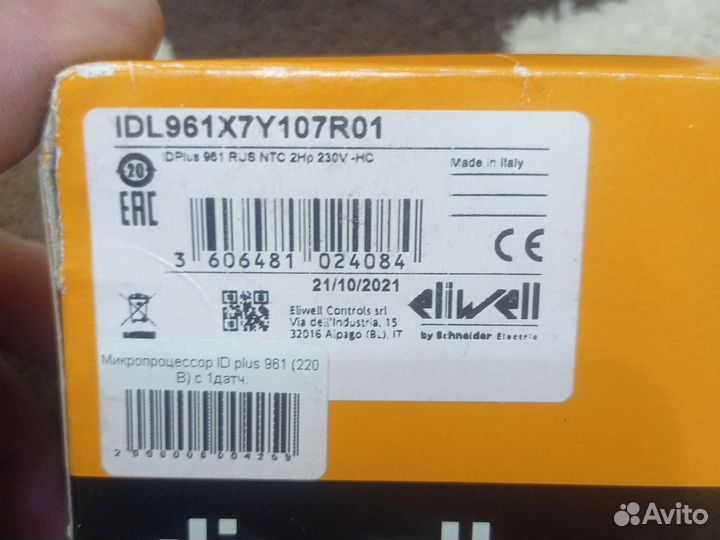 IDL961X7Y107R01
IDPlus 961 RUS NTC 2Hp 230V -HC
Made in Italy
20
EAC
3 606481 024084
CE
21/10/2021
Eliwell Controls srl
Via dell'Industria, 15
32016 Alpago (BL), IT
eliwell
by Schneider Electric
Микропроцессор ID plus 961 (220
В) с 1датч.
2000006004259
Avito